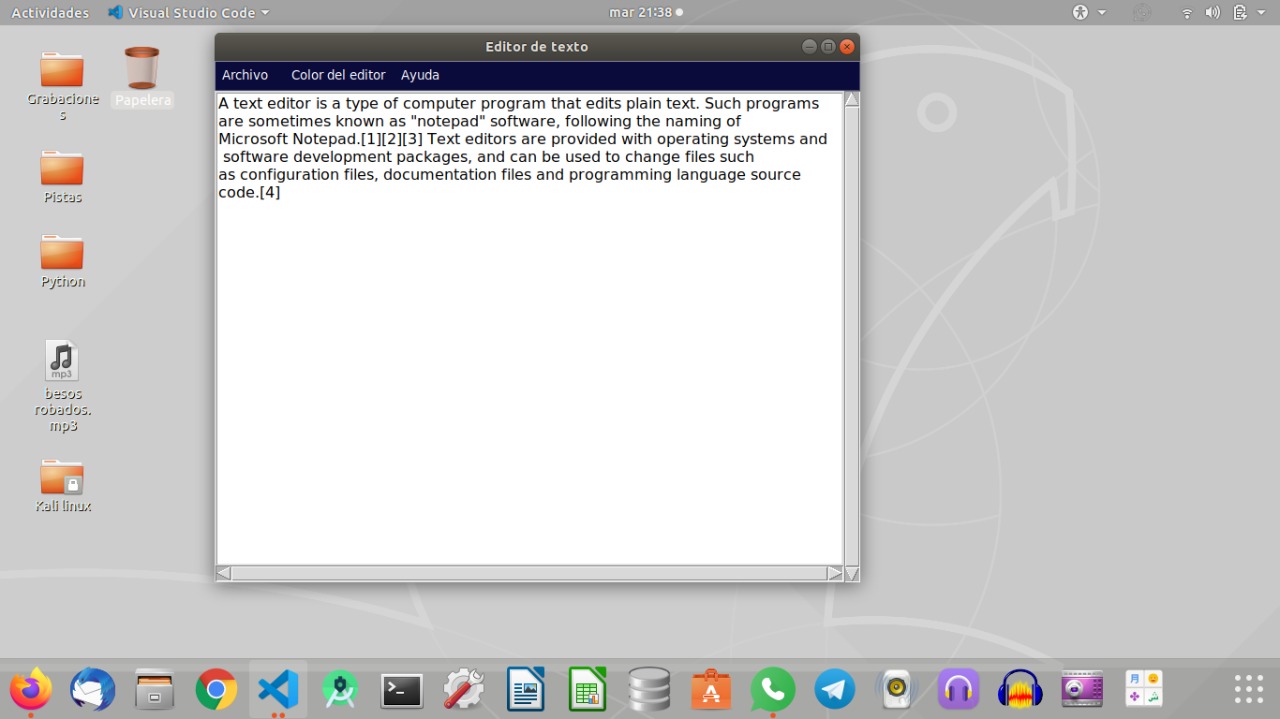 Actividades Visual Studio Code mar 21:38
Editor de texto
Archivo Color del editor Ayuda
A text editor is a type of computer program that edits plain text. Such programs
are sometimes known as "notepad" software, following the naming of
Microsoft Notepad.[1][2][3] Text editors are provided with operating systems and
software development packages, and can be used to change files such
as configuration files, documentation files and programming language source
code.[4]
Grabacione
s
Papelera
Pistas
Python
mp3
besos
robados.
mp3
Kali linux